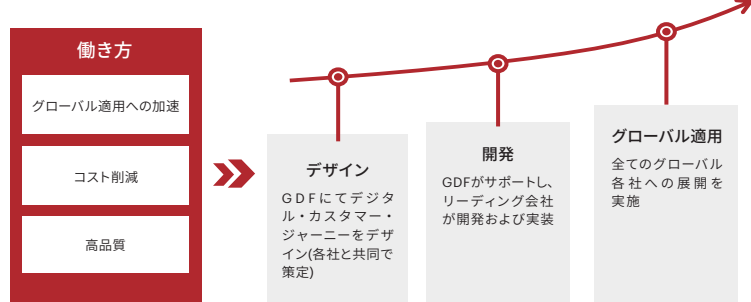 働き方
グローバル適用への加速
コスト削減
高品質
デザイン
GDFにてデジタ
ル・カスタマー・
ジャーニーをデザ
イン(各社と共同で
策定)
開発
GDFがサポートし、
リーディング会社
が開発および実装
グローバル適用
全てのグローバル
各社への展開を
実施